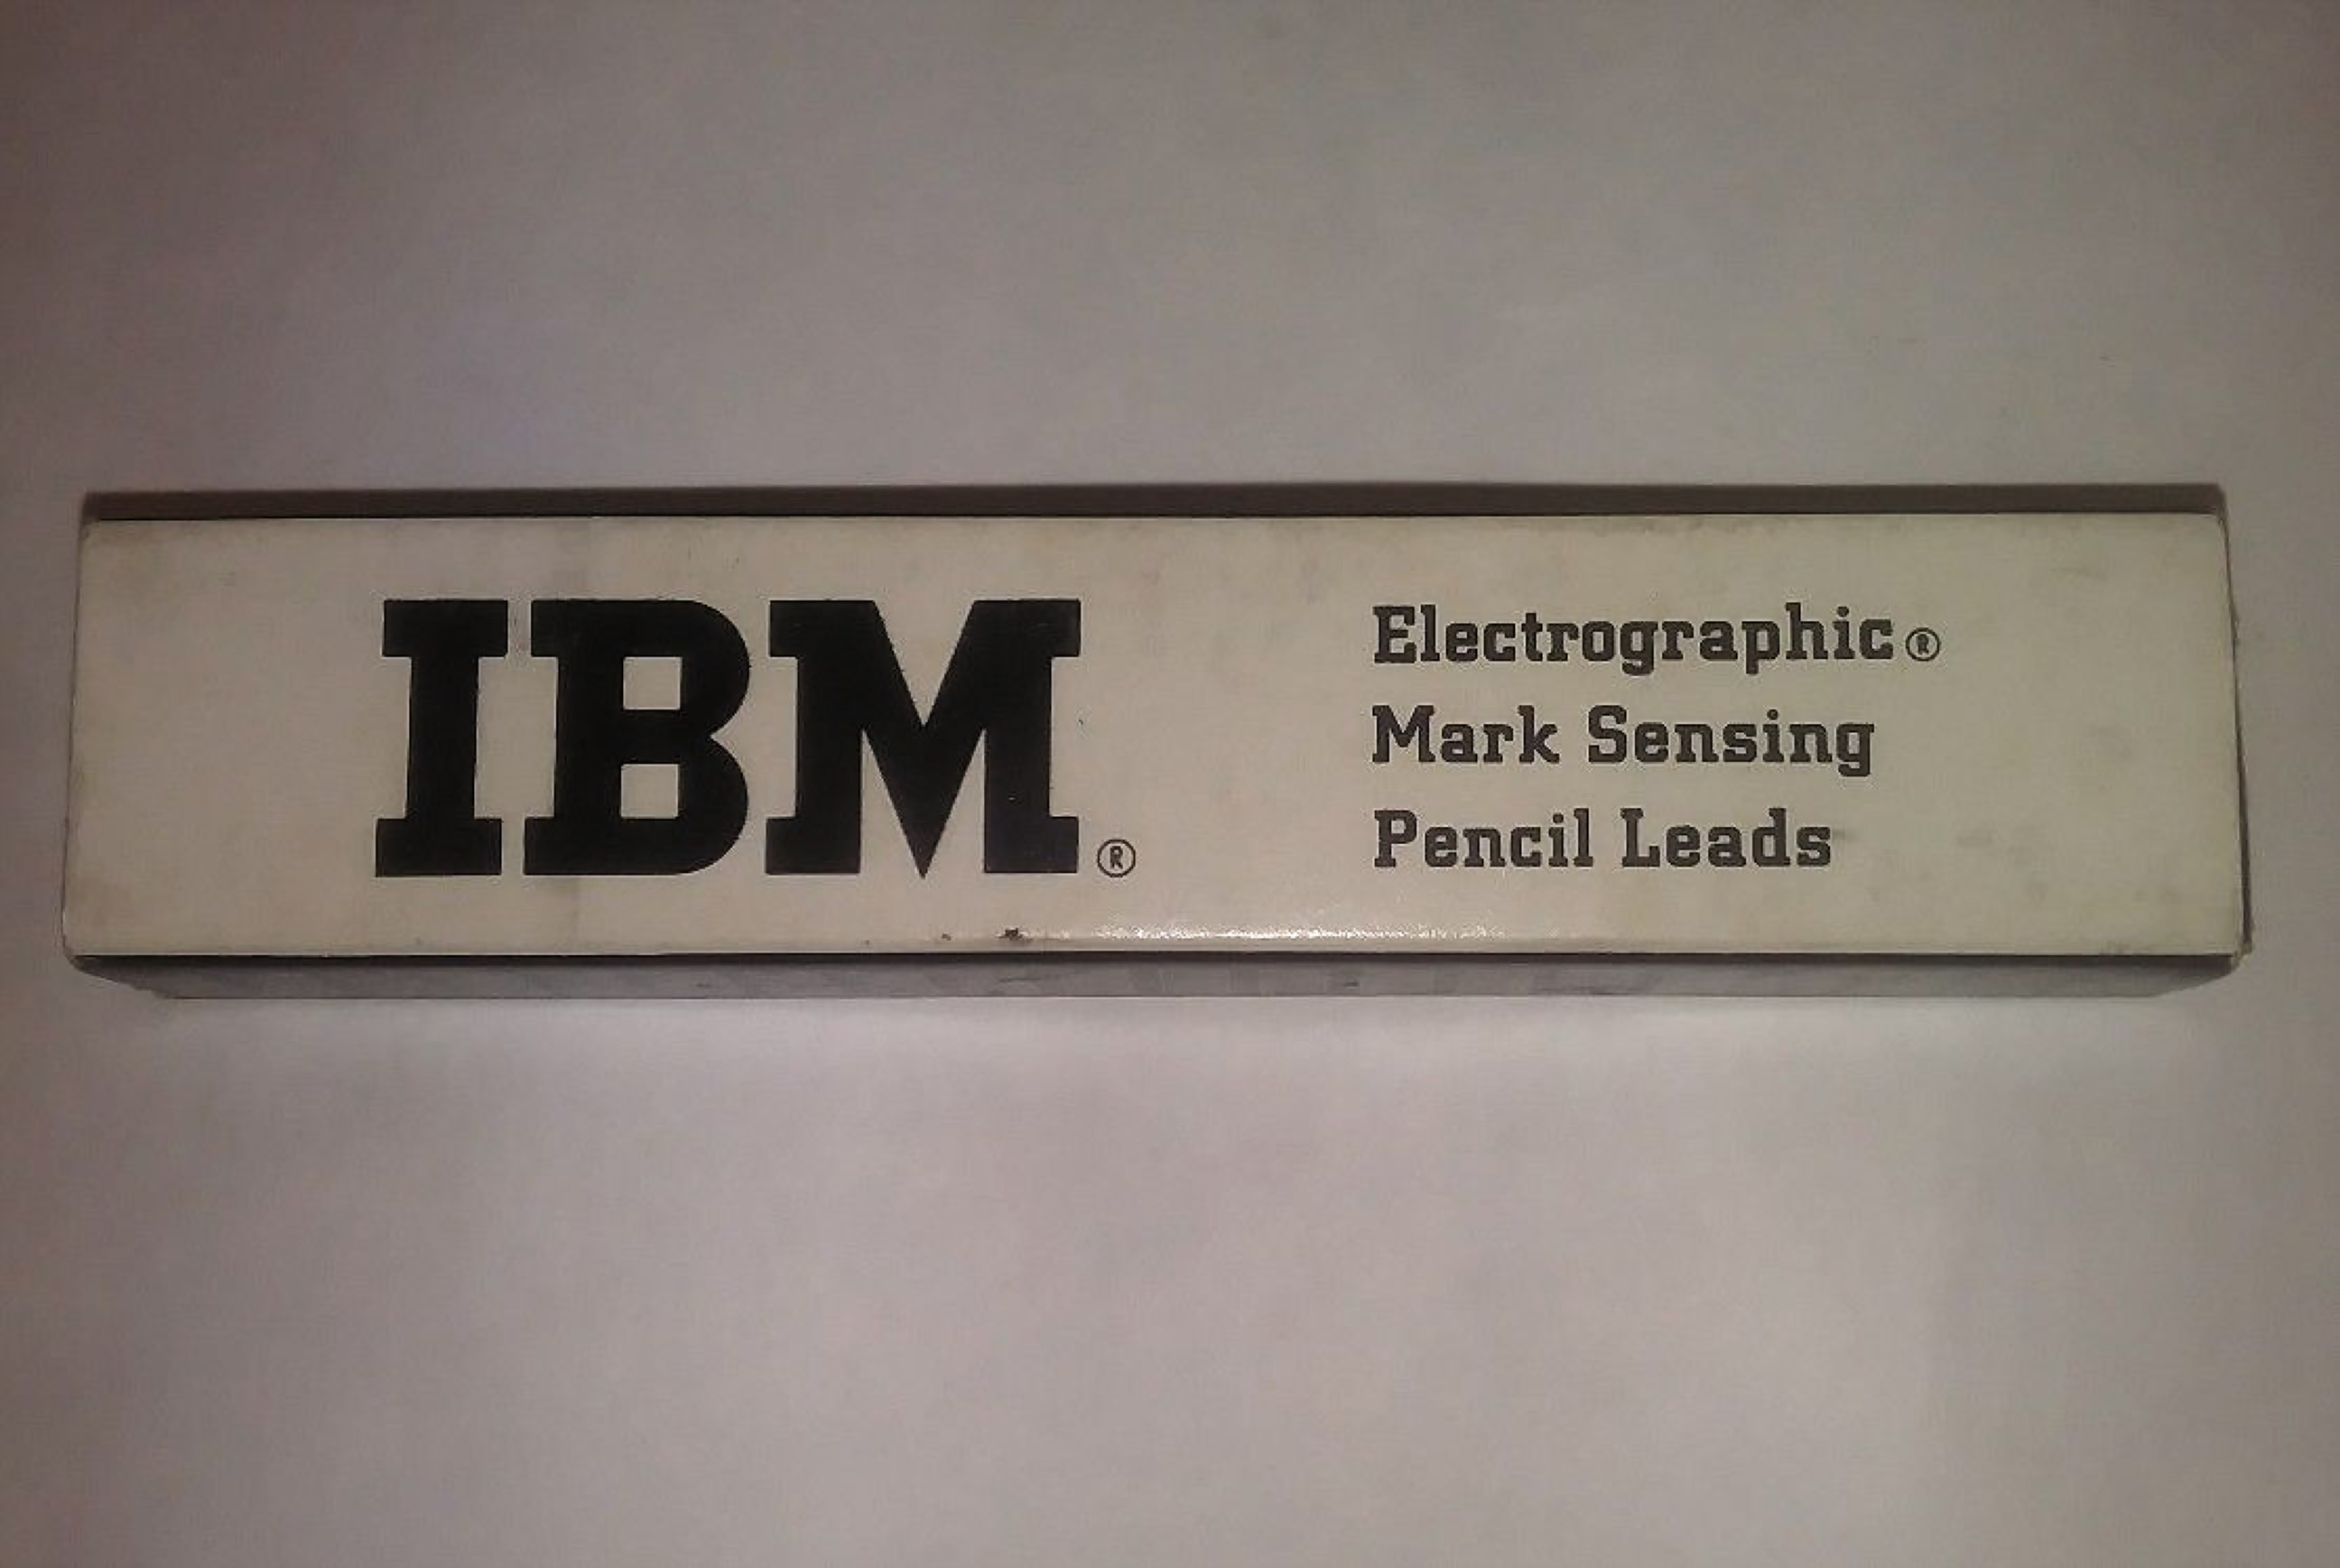 IBM®
Electrographic®
Mark Sensing
Pencil Leads